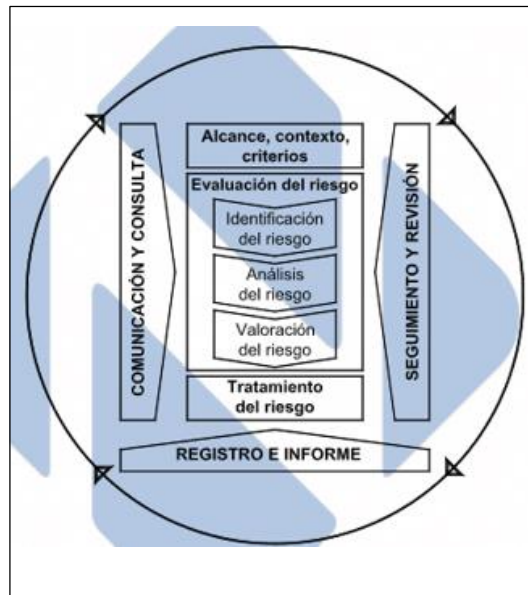 Alcance, contexto,
criterios
Evaluación del riesgo
Identificación
del riesgo
Análisis
del riesgo
Valoración
del riesgo
Tratamiento
del riesgo
COMUNICACIÓN Y CONSULTA
SEGUIMIENTO Y REVISIÓN
REGISTRO E INFORME